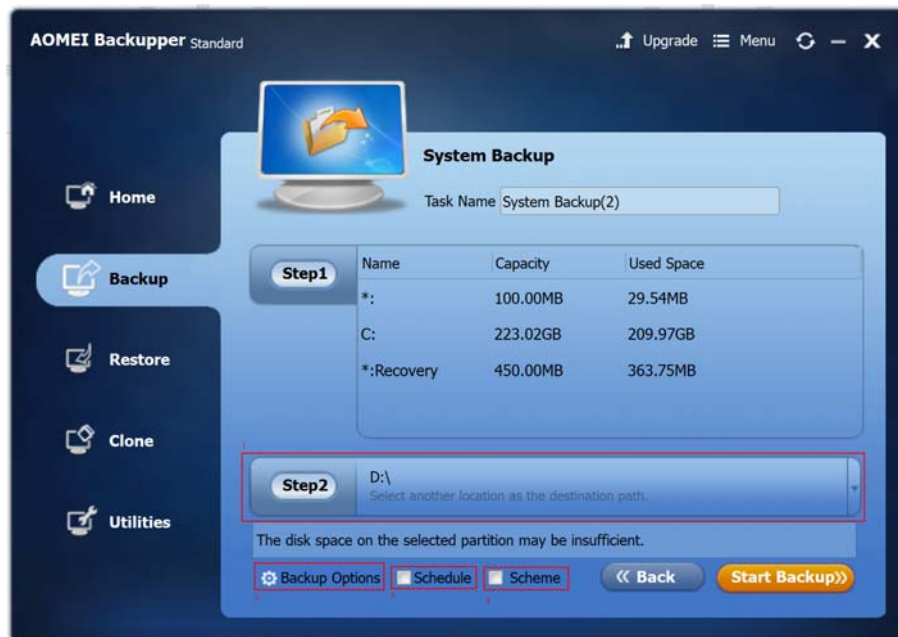 AOMEI Backupper Standard
Upgrade Menu
System Backup
Task Name System Backup(2)
Home
Backup
Restore
Clone
Utilities
Step1
Name Capacity Used Space
*: 100.00MB 29.54MB
C: 223.02GB 209.97GB
*:Recovery 450.00MB 363.75MB
1
Step2
D:\
Select another location as the destination path.
The disk space on the selected partition may be insufficient.
Backup Options Schedule Scheme Back Start Backup